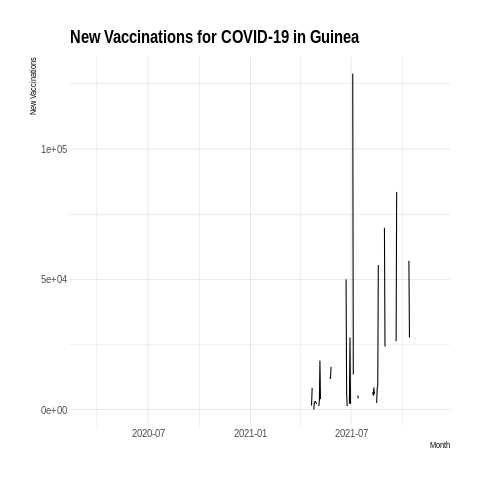 New Vaccinations for COVID-19 in Guinea
New Vaccinations
1e+05
5e+04
0e+00
2020-07 2021-01 2021-07
Month